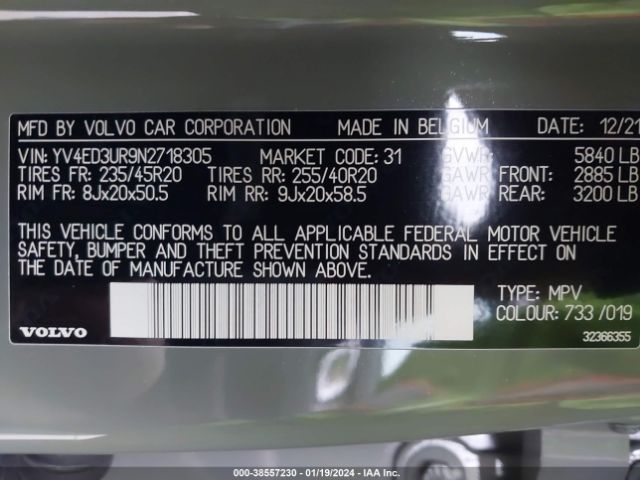 MFD BY VOLVO CAR CORPORATION MADE IN BELGIUM DATE: 12/21
VIN: YV4ED3UR9N2718305 MARKET CODE: 31 GVWR: 5840 LB
TIRES FR: 235/45R20 TIRES RR: 255/40R20 GAWR FRONT: 2885 LB
RIM FR: 8Jx20x50.5 RIM RR: 9Jx20x58.5 GAWR REAR: 3200 LB
THIS VEHICLE CONFORMS TO ALL APPLICABLE FEDERAL MOTOR VEHICLE
SAFETY, BUMPER AND THEFT PREVENTION STANDARDS IN EFFECT ON
THE DATE OF MANUFACTURE SHOWN ABOVE.
TYPE: MPV
COLOUR: 733 /019
VOLVO
32366355
000-38557230 - 01/19/2024 - IAA Inc.